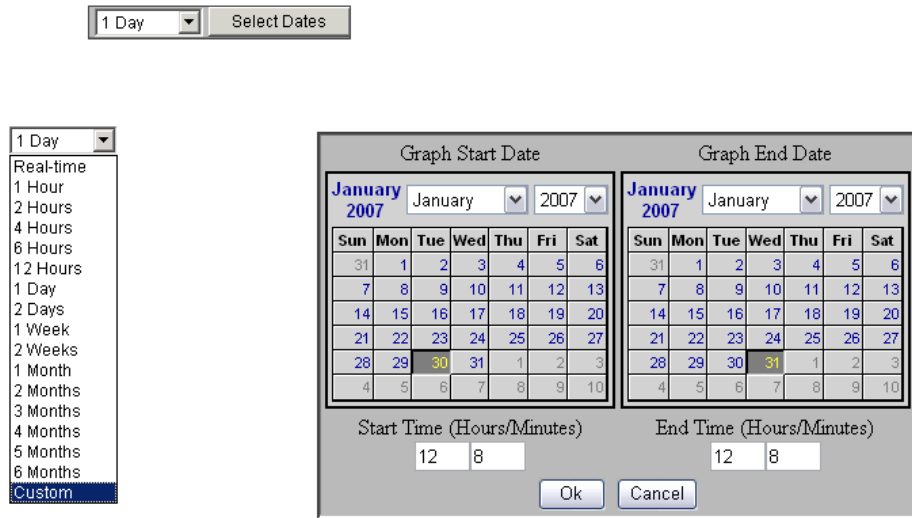 1 Day Select Dates
1 Day
Real-time
1 Hour
2 Hours
4 Hours
6 Hours
12 Hours
1 Day
2 Days
1 Week
2 Weeks
1 Month
2 Months
3 Months
4 Months
5 Months
6 Months
Custom
Graph Start Date
January 2007 January 2007
Sun Mon Tue Wed Thu Fri Sat
31 1 2 3 4 5 6
7 8 9 10 11 12 13
14 15 16 17 18 19 20
21 22 23 24 25 26 27
28 29 30 31 1 2 3
4 5 6 7 8 9 10
Start Time (Hours/Minutes)
12 8
Graph End Date
January 2007 January 2007
Sun Mon Tue Wed Thu Fri Sat
31 1 2 3 4 5 6
7 8 9 10 11 12 13
14 15 16 17 18 19 20
21 22 23 24 25 26 27
28 29 30 31 1 2 3
4 5 6 7 8 9 10
End Time (Hours/Minutes)
12 8
Ok Cancel